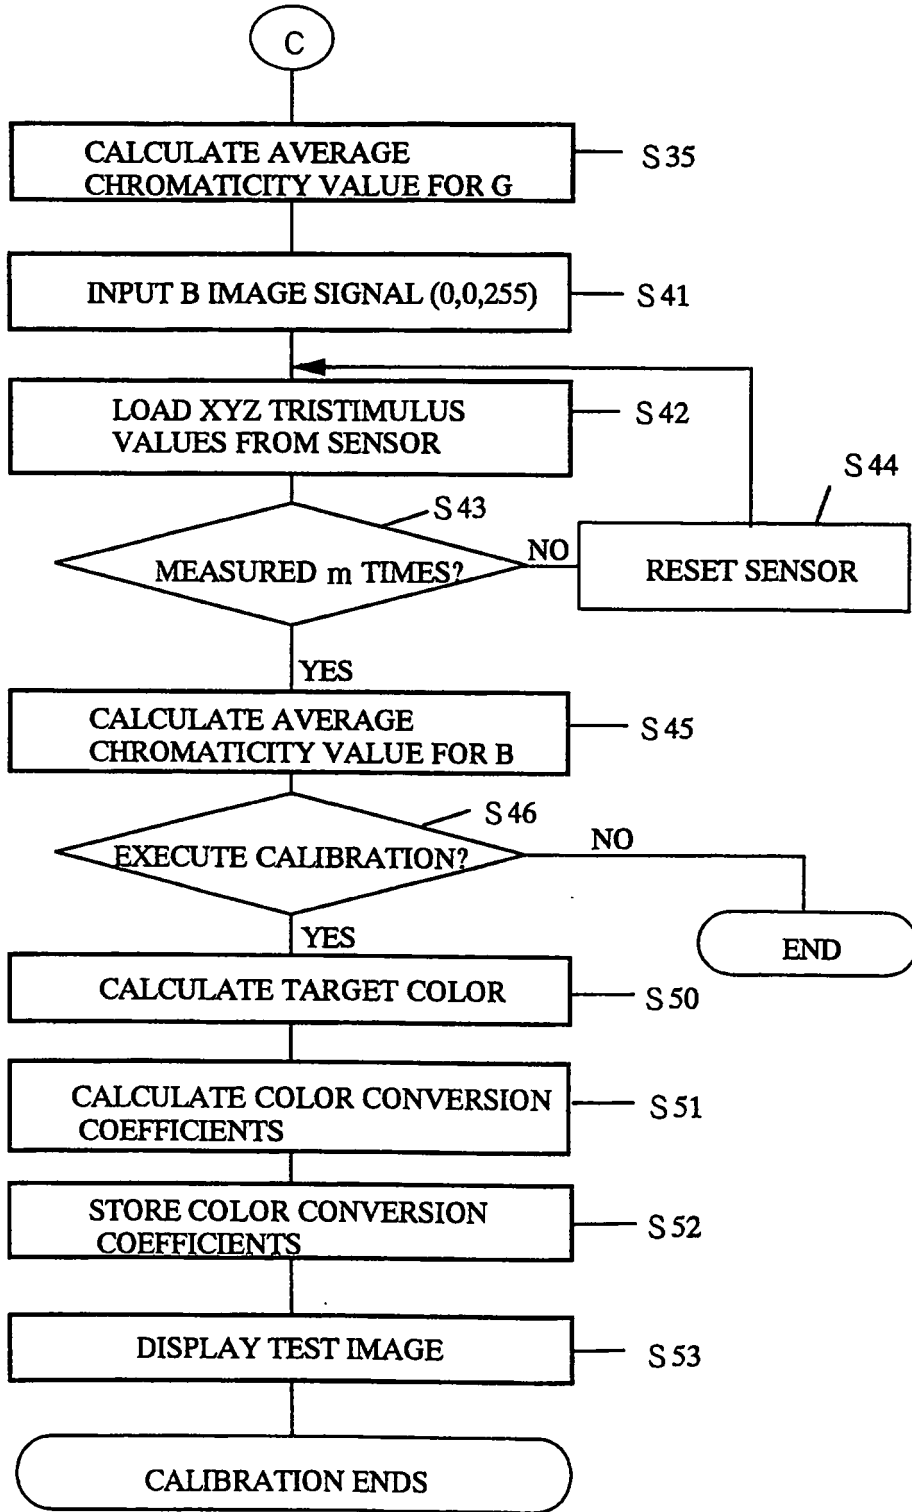 C
CALCULATE AVERAGE
CHROMATICITY VALUE FOR G
S35
INPUT B IMAGE SIGNAL (0,0,255)
S41
LOAD XYZ TRISTIMULUS
VALUES FROM SENSOR
S42
S44
S43
MEASURED m TIMES?
NO
RESET SENSOR
YES
CALCULATE AVERAGE
CHROMATICITY VALUE FOR B
S45
S46
EXECUTE CALIBRATION?
NO
END
YES
CALCULATE TARGET COLOR
S50
CALCULATE COLOR CONVERSION
COEFFICIENTS
S51
STORE COLOR CONVERSION
COEFFICIENTS
S52
DISPLAY TEST IMAGE
S53
CALIBRATION ENDS